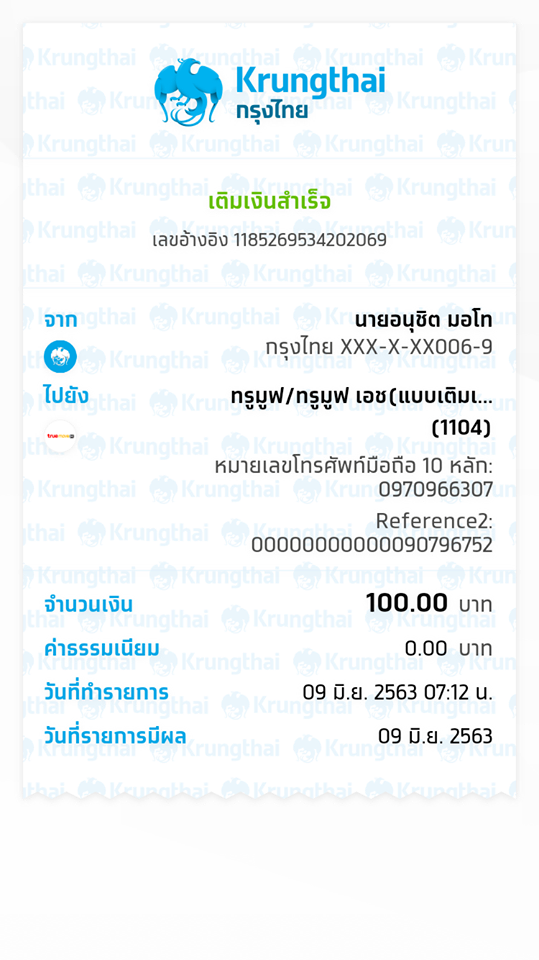 Krungthai
กรุงไทย
เติมเงินสำเร็จ
เลขอ้างอิง 1185269534202069
จาก นายอนุชิต มอโท
กรุงไทย XXX-X-XX006-9
ไปยัง ทรูมูฟ/ทรูมูฟ เอช(แบบเติมเ...
(1104)
หมายเลขโทรศัพท์มือถือ 10 หลัก:
0970966307
Reference2:
00000000000090796752
จำนวนเงิน 100.00 บาท
ค่าธรรมเนียม 0.00 บาท
วันที่ทำรายการ 09 มิ.ย. 2563 07:12 น.
วันที่รายการมีผล 09 มิ.ย. 2563